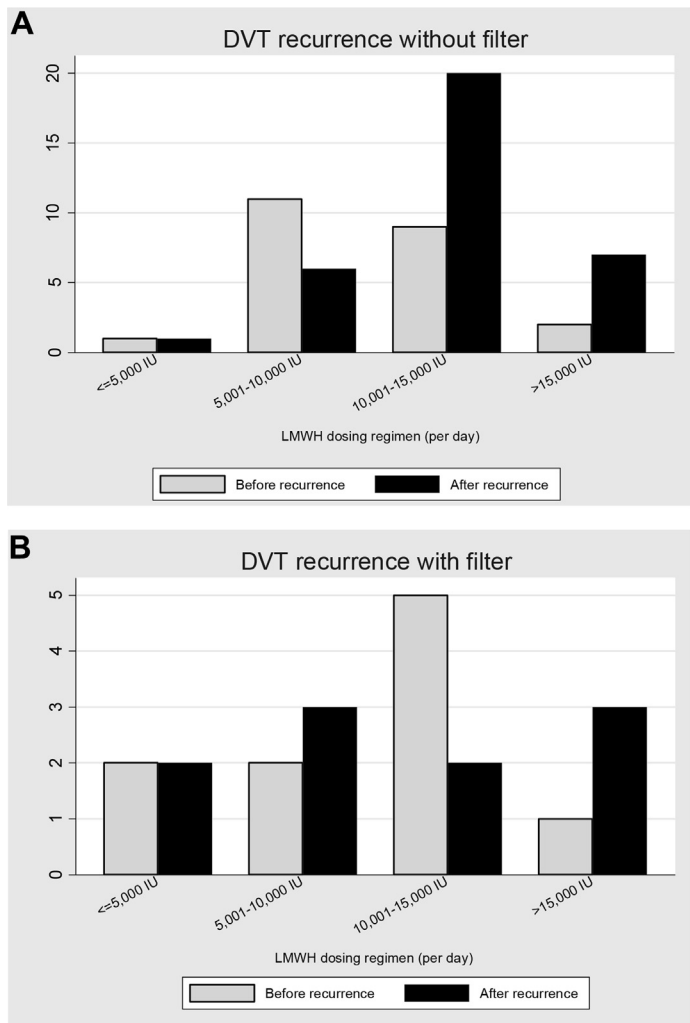 A
DVT recurrence without filter
20
15
10
5
0
<=5,000 IU
5,001-10,000 IU
10,001-15,000 IU
>15,000 IU
LMWH dosing regimen (per day)
Before recurrence
After recurrence
B
DVT recurrence with filter
5
4
3
2
1
0
<=5,000 IU
5,001-10,000 IU
10,001-15,000 IU
>15,000 IU
LMWH dosing regimen (per day)
Before recurrence
After recurrence